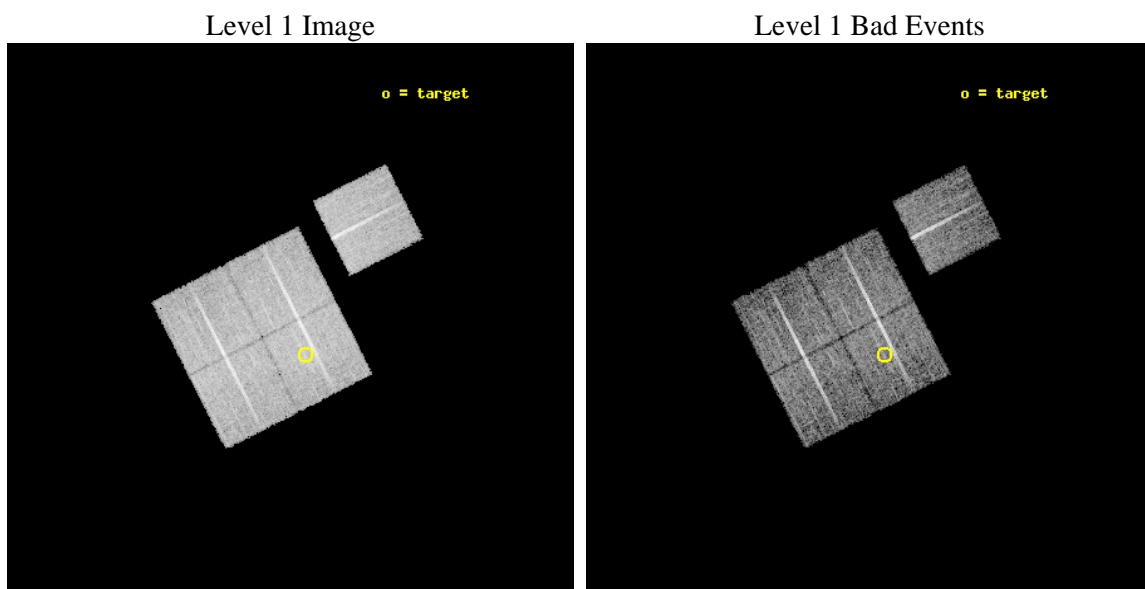 Level 1 Image
Level 1 Bad Events
o = target
o = target